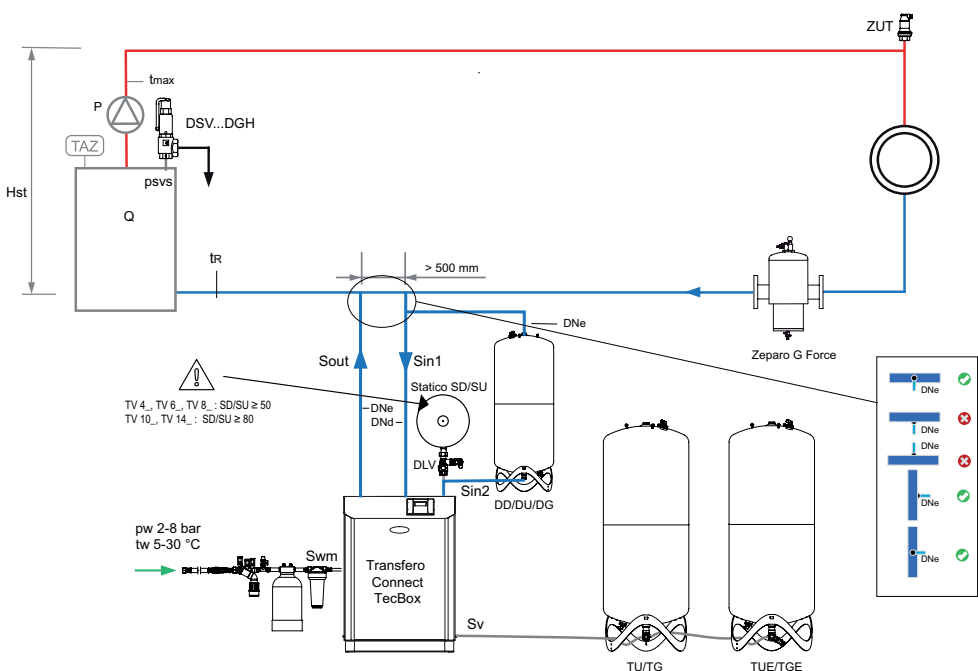 ZUT
tmax
P
DSV...DGH
TAZ
psvs
Hst
Q
tR
> 500 mm
DNe
Zeparo G Force
Sout
Sin1
Statico SD/SU
TV 4_, TV 6_, TV 8_ : SD/SU ≥ 50
TV 10_, TV 14_ : SD/SU ≥ 80
DNe
DNd
DLV
Sin2
DD/DU/DG
DNe
DNe
DNe
DNe
DNe
pw 2-8 bar
tw 5-30 °C
Swm
Transfero
Connect
TecBox
Sv
TU/TG
TUE/TGE